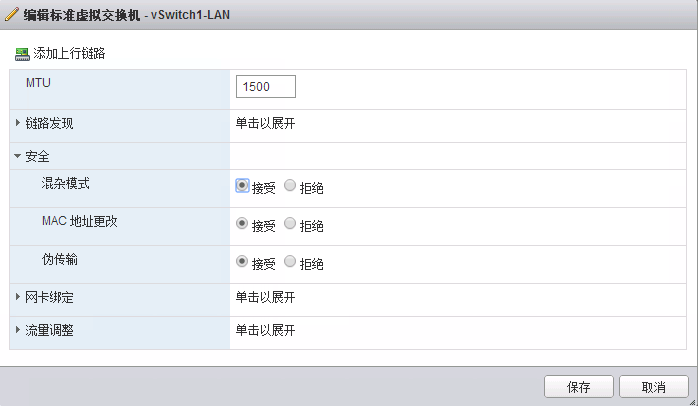 编辑标准虚拟交换机 - vSwitch1-LAN
添加上行链路
MTU 1500
链路发现 单击以展开
安全
混杂模式 接受 拒绝
MAC 地址更改 接受 拒绝
伪传输 接受 拒绝
网卡绑定 单击以展开
流量调整 单击以展开
保存 取消